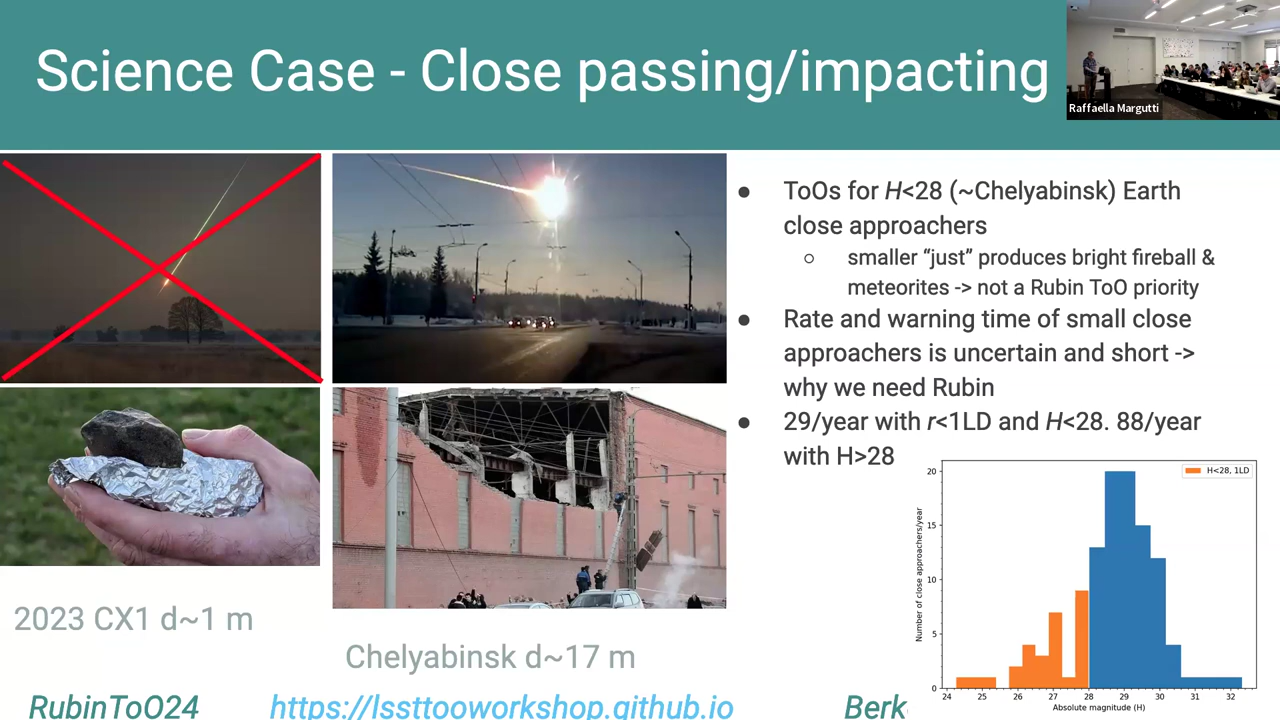 Science Case - Close passing/impacting
Raffaella Margutti
● ToOs for H<28 (~Chelyabinsk) Earth
close approachers
○ smaller “just” produces bright fireball &
meteorites -> not a Rubin ToO priority
● Rate and warning time of small close
approachers is uncertain and short ->
why we need Rubin
● 29/year with r<1LD and H<28. 88/year
with H>28
H<28, 1LD
Number of close approachers/year
20
15
10
5
0
24 25 26 27 28 29 30 31 32
Absolute magnitude (H)
2023 CX1 d~1 m
Chelyabinsk d~17 m
RubinToO24
https://lssttooworkshop.github.io
Berk